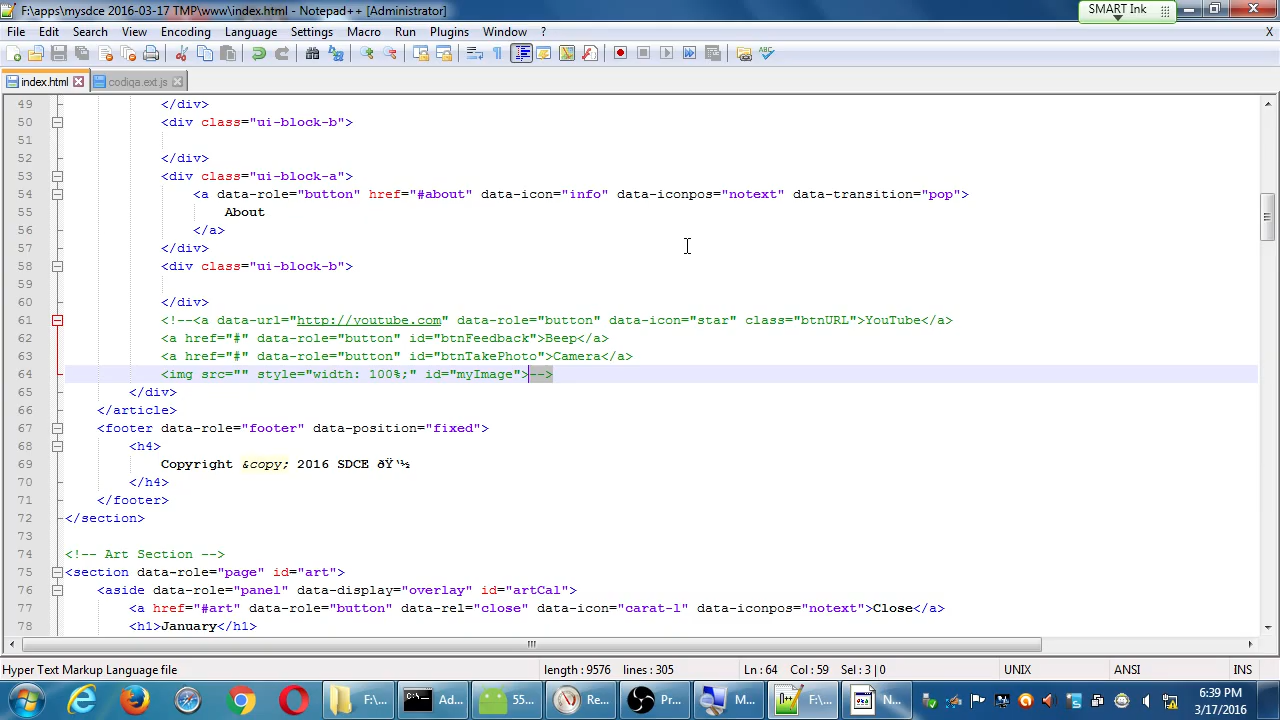 F:\apps\mysdce 2016-03-17 TMP\www\index.html - Notepad++ [Administrator]
SMART Ink
File Edit Search View Encoding Language Settings Macro Run Plugins Window ? X
index.html codiqa.ext.js
49 </div>
50 <div class="ui-block-b">
51
52 </div>
53 <div class="ui-block-a">
54 <a data-role="button" href="#about" data-icon="info" data-iconpos="notext" data-transition="pop">
55 About
56 </a>
57 </div>
58 <div class="ui-block-b">
59
60 </div>
61 <!--<a data-url="http://youtube.com" data-role="button" data-icon="star" class="btnURL">YouTube</a>
62 <a href="#" data-role="button" id="btnFeedback">Beep</a>
63 <a href="#" data-role="button" id="btnTakePhoto">Camera</a>
64 <img src="" style="width: 100%;" id="myImage">-->
65 </div>
66 </article>
67 <footer data-role="footer" data-position="fixed">
68 <h4>
69 Copyright &copy; 2016 SDCE ðŸ'½
70 </h4>
71 </footer>
72 </section>
73
74 <!-- Art Section -->
75 <section data-role="page" id="art">
76 <aside data-role="panel" data-display="overlay" id="artCal">
77 <a href="#art" data-role="button" data-rel="close" data-icon="carat-l" data-iconpos="notext">Close</a>
78 <h1>January</h1>
Hyper Text Markup Language file length : 9576 lines : 305 Ln : 64 Col : 59 Sel : 3 | 0 UNIX ANSI INS
F:\... Ad... 55... Re... Pr... M... F:\... N... 6:39 PM
3/17/2016